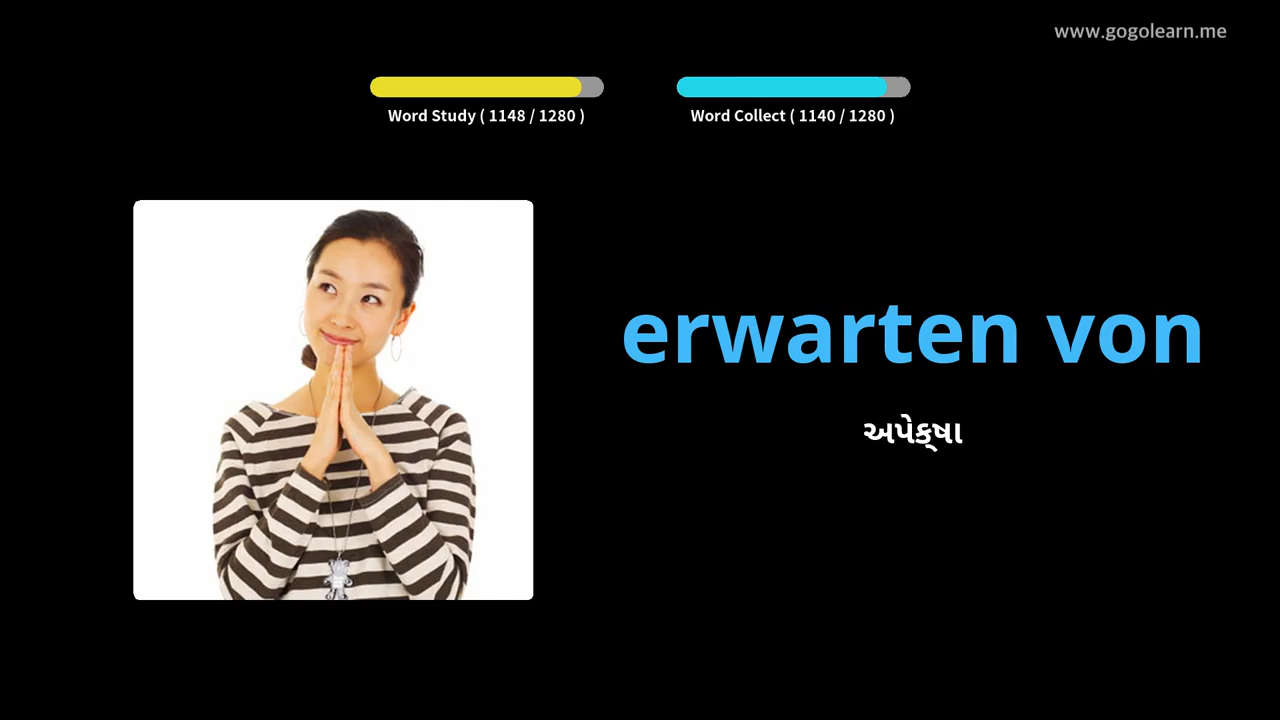 www.gogolearn.me
Word Study ( 1148 / 1280 )
Word Collect ( 1140 / 1280 )
erwarten von
અપેક્ષા